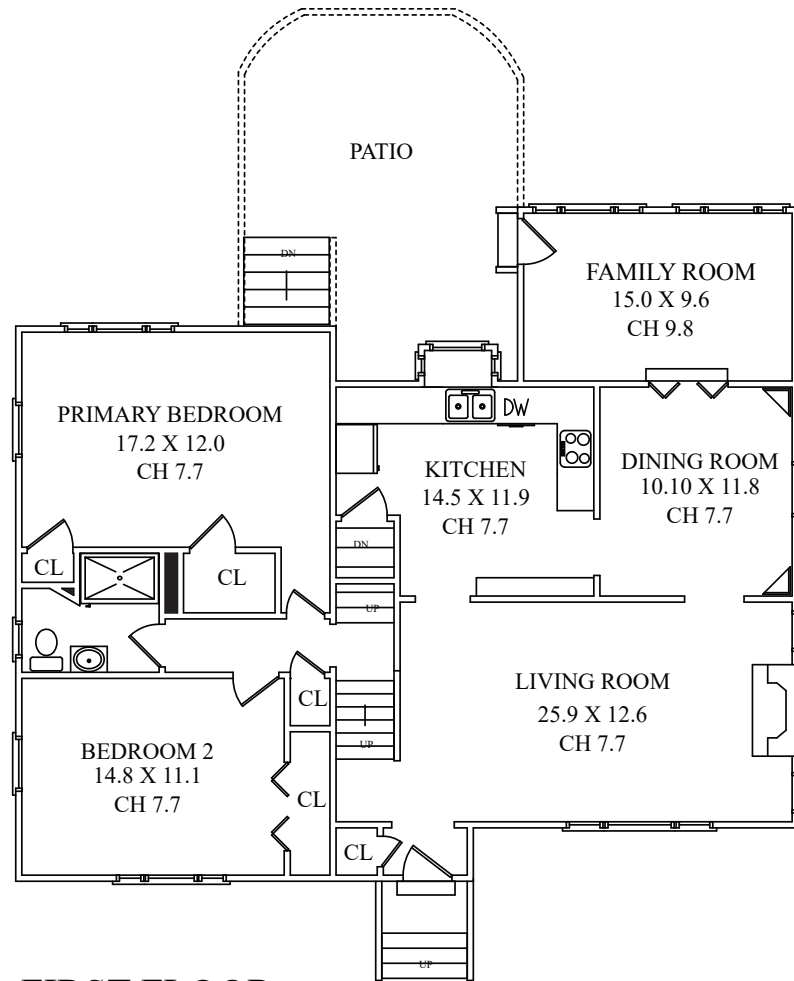 PATIO
DN
FAMILY ROOM
15.0 X 9.6
CH 9.8
PRIMARY BEDROOM
17.2 X 12.0
CH 7.7
DW
KITCHEN
14.5 X 11.9
CH 7.7
DINING ROOM
10.10 X 11.8
CH 7.7
DN
CL
CL
UP
LIVING ROOM
25.9 X 12.6
CH 7.7
CL
UP
BEDROOM 2
14.8 X 11.1
CH 7.7
CL
CL
UP
FIRST FLOOR